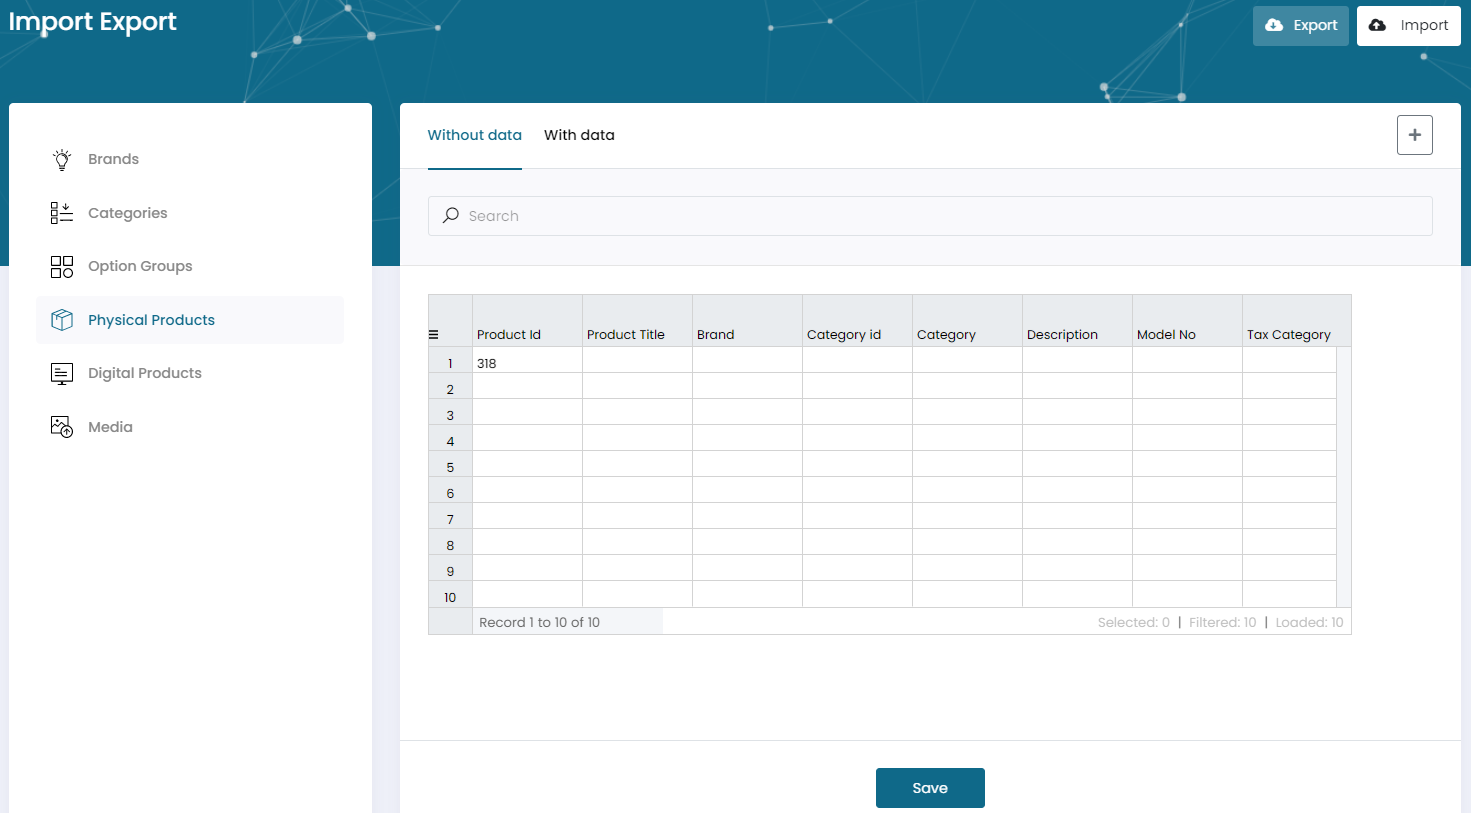 Import Export
Export
Import
Brands
Categories
Option Groups
Physical Products
Digital Products
Media
Without data
With data
+
Search
Product Id
Product Title
Brand
Category id
Category
Description
Model No
Tax Category
1 318
2
3
4
5
6
7
8
9
10
Record 1 to 10 of 10
Selected: 0 | Filtered: 10 | Loaded: 10
Save